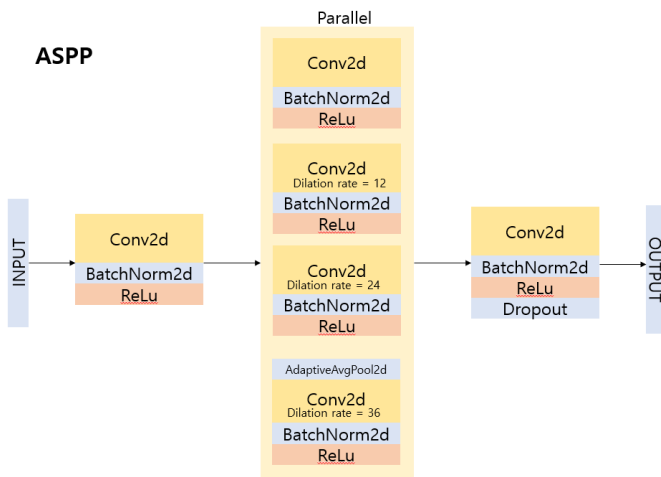 Parallel
ASPP
INPUT
Conv2d
BatchNorm2d
ReLu
Conv2d
BatchNorm2d
ReLu
Conv2d
Dilation rate = 12
BatchNorm2d
ReLu
Conv2d
Dilation rate = 24
BatchNorm2d
ReLu
AdaptiveAvgPool2d
Conv2d
Dilation rate = 36
BatchNorm2d
ReLu
Conv2d
BatchNorm2d
ReLu
Dropout
OUTPUT